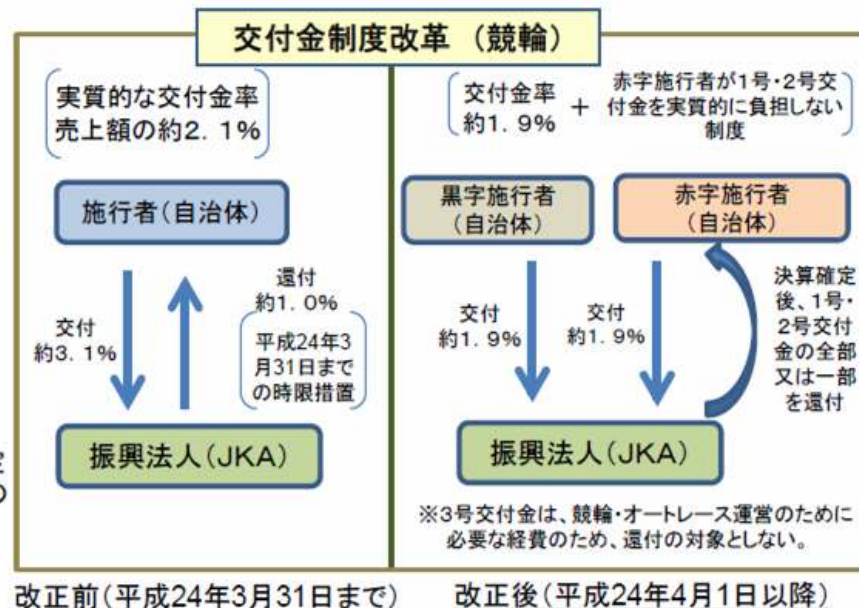 交付金制度改革 （競輪）
実質的な交付金率
売上額の約2．1%
施行者（自治体）
交付
約3．1%
還付
約1．0%
平成24年3
月31日まで
の時限措置
振興法人（JKA）
改正前（平成24年3月31日まで）
交付金率
約1．9%
＋
赤字施行者が1号・2号交
付金を実質的に負担しない
制度
黒字施行者
（自治体）
赤字施行者
（自治体）
交付
約1．9%
交付
約1．9%
決算確定
後、1号・
2号交付
金の全部
又は一部
を還付
振興法人（JKA）
※3号交付金は、競輪・オートレース運営のために
必要な経費のため、還付の対象としない。
改正後（平成24年4月1日以降）